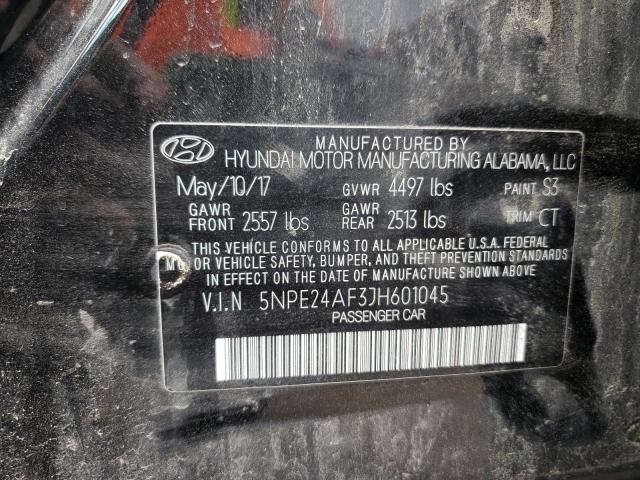 MANUFACTURED BY
HYUNDAI MOTOR MANUFACTURING ALABAMA, LLC
May/10/17 GVWR 4497 lbs PAINT S3
GAWR FRONT 2557 lbs GAWR REAR 2513 lbs TRIM CT
THIS VEHICLE CONFORMS TO ALL APPLICABLE U.S.A. FEDERAL
MOTOR VEHICLE SAFETY, BUMPER, AND THEFT PREVENTION STANDARDS
IN EFFECT ON THE DATE OF MANUFACTURE SHOWN ABOVE.
V.I.N 5NPE24AF3JH601045
PASSENGER CAR